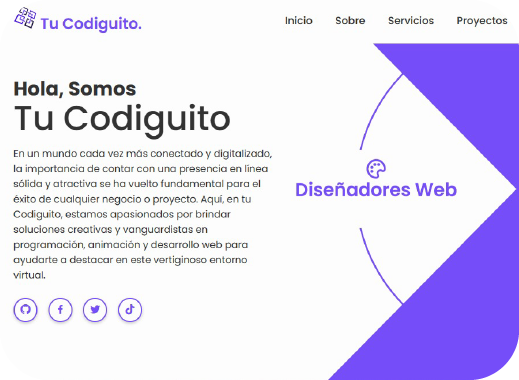 Tu Codiguito.
Inicio Sobre Servicios Proyectos
Hola, Somos
Tu Codiguito
En un mundo cada vez más conectado y digitalizado,
la importancia de contar con una presencia en línea
sólida y atractiva se ha vuelto fundamental para el
éxito de cualquier negocio o proyecto. Aquí, en tu
Codiguito, estamos apasionados por brindar
soluciones creativas y vanguardistas en
programación, animación y desarrollo web para
ayudarte a destacar en este vertiginoso entorno
virtual.
Diseñadores Web